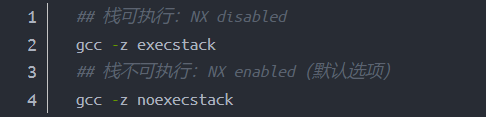 1 ## 栈可执行：NX disabled
2 gcc -z execstack
3 ## 栈不可执行：NX enabled (默认选项)
4 gcc -z noexecstack